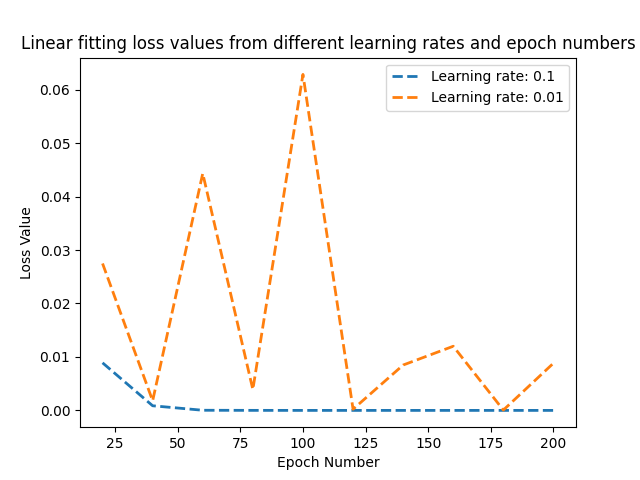 Linear fitting loss values from different learning rates and epoch numbers
Learning rate: 0.1
Learning rate: 0.01
0.06
0.05
0.04
0.03
0.02
0.01
0.00
Loss Value
25 50 75 100 125 150 175 200
Epoch Number